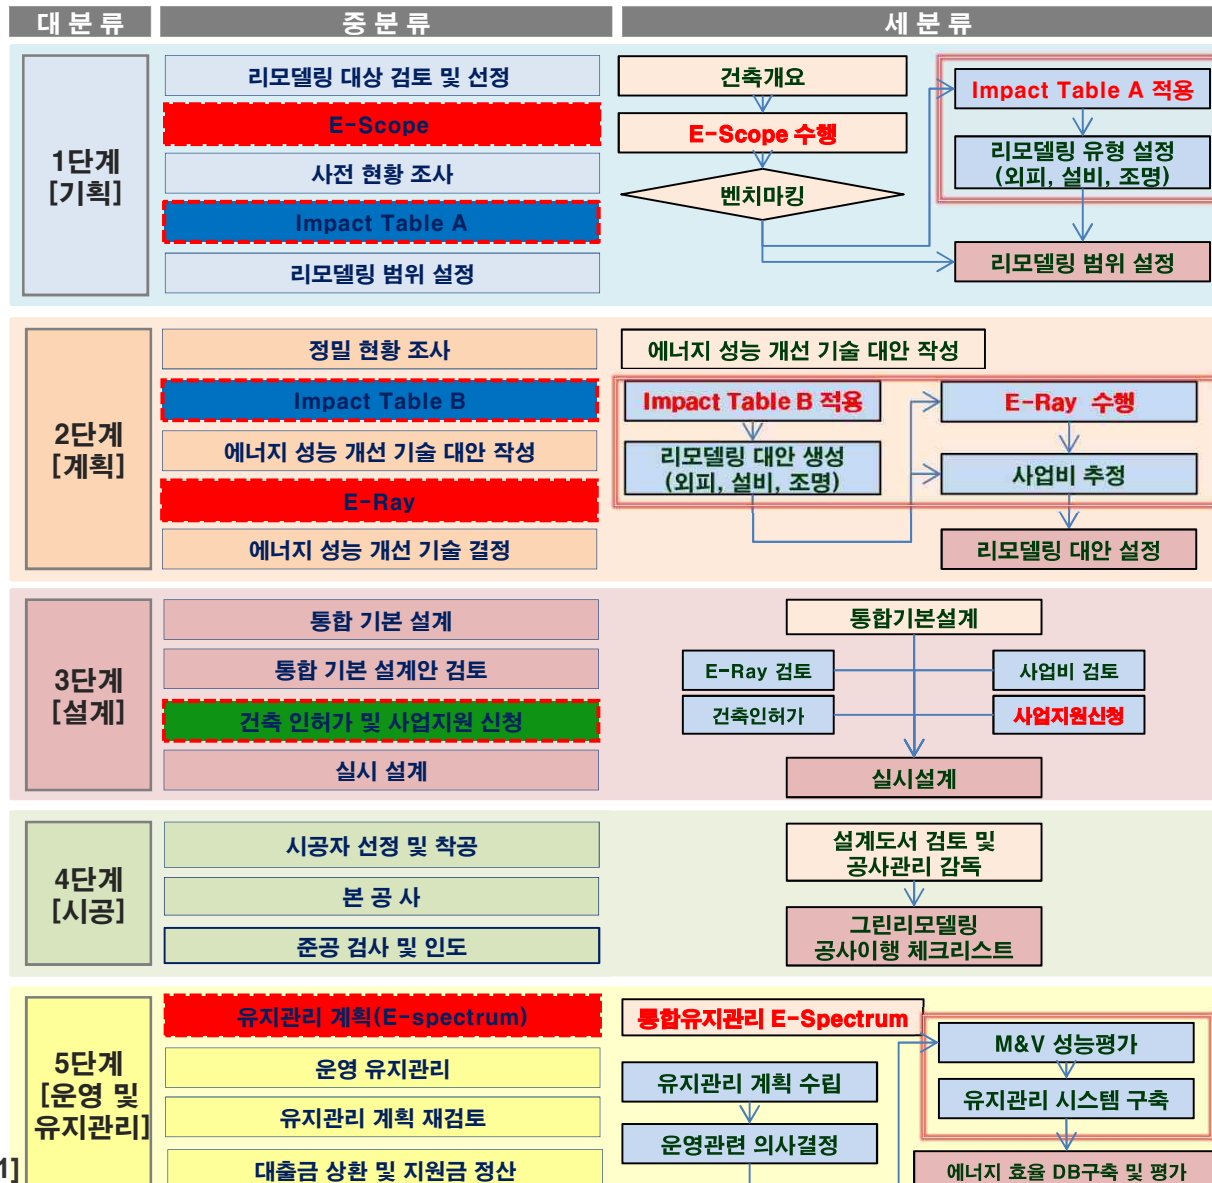 대 분 류
중 분 류
세 분 류
1단계
[기획]
리모델링 대상 검토 및 선정
E-Scope
사전 현황 조사
Impact Table A
리모델링 범위 설정
건축개요
E-Scope 수행
벤치마킹
Impact Table A 적용
리모델링 유형 설정
(외피, 설비, 조명)
리모델링 범위 설정
2단계
[계획]
정밀 현황 조사
Impact Table B
에너지 성능 개선 기술 대안 작성
E-Ray
에너지 성능 개선 기술 결정
에너지 성능 개선 기술 대안 작성
Impact Table B 적용
리모델링 대안 생성
(외피, 설비, 조명)
E-Ray 수행
사업비 추정
리모델링 대안 설정
3단계
[설계]
통합 기본 설계
통합 기본 설계안 검토
건축 인허가 및 사업지원 신청
실시 설계
통합기본설계
E-Ray 검토
사업비 검토
건축인허가
사업지원신청
실시설계
4단계
[시공]
시공자 선정 및 착공
본 공 사
준공 검사 및 인도
설계도서 검토 및
공사관리 감독
그린리모델링
공사이행 체크리스트
5단계
[운영 및
유지관리]
유지관리 계획(E-spectrum)
운영 유지관리
유지관리 계획 재검토
대출금 상환 및 지원금 정산
통합유지관리 E-Spectrum
유지관리 계획 수립
운영관련 의사결정
M&V 성능평가
유지관리 시스템 구축
에너지 효율 DB구축 및 평가
1]